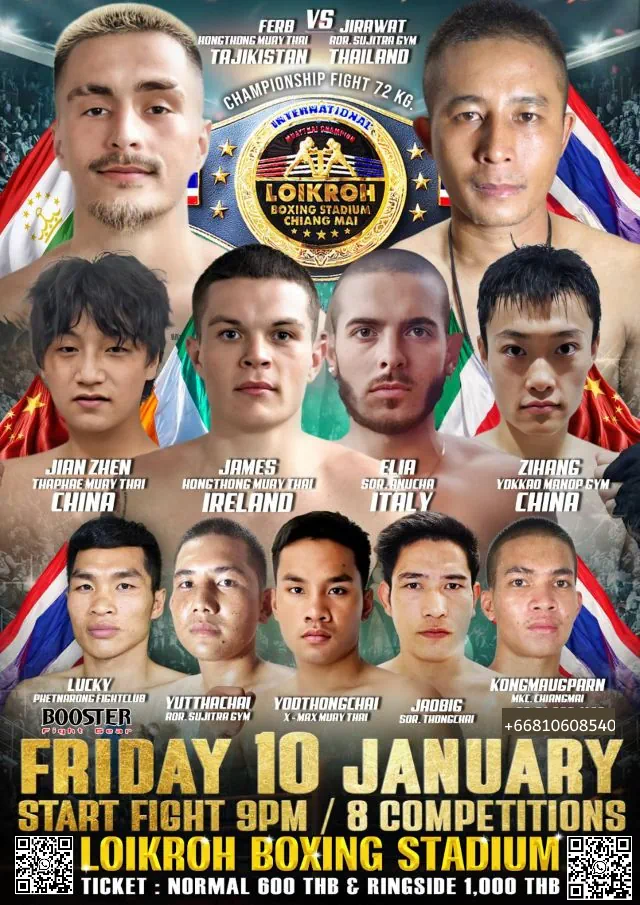 FERB VS JIRAWAT
HONGTHONG MUAY THAI ROR. SUJITRA GYM
TAJIKISTAN THAILAND
CHAMPIONSHIP FIGHT 72 KG.
INTERNATIONAL
MUAYTHAI CHAMPION
LOIKROH
BOXING STADIUM
CHIANG MAI
JIAN ZHEN
THAPHAE MUAY THAI
CHINA
JAMES
HONGTHONG MUAY THAI
IRELAND
ELIA
SOR. ANUCHA
ITALY
ZIHANG
YOKKAO MANOP GYM
CHINA
LUCKY
PHETNARONG FIGHTCLUB
YUTTHACHAI
ROR. SUJITRA GYM
YODTHONGCHAI
X-MAX MUAY THAI
JAOBIG
SOR. THONGCHAI
KONGMAUGPARN
MKC. CHIANGMAI
BOOSTER
Fight Gear
+66810608540
FRIDAY 10 JANUARY
START FIGHT 9PM / 8 COMPETITIONS
LOIKROH BOXING STADIUM
TICKET : NORMAL 600 THB & RINGSIDE 1,000 THB